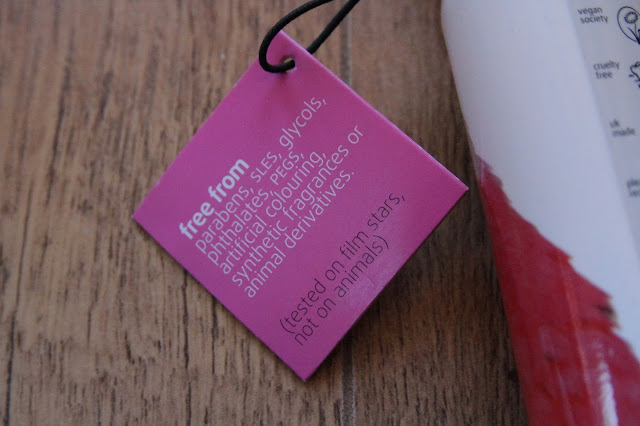 free from
parabens, SLES, glycols,
phthalates, PEGS,
artificial colouring,
synthetic fragrances or
animal derivatives.
(tested on film stars,
not on animals)
vegan
society
cruelty
free
uk
made